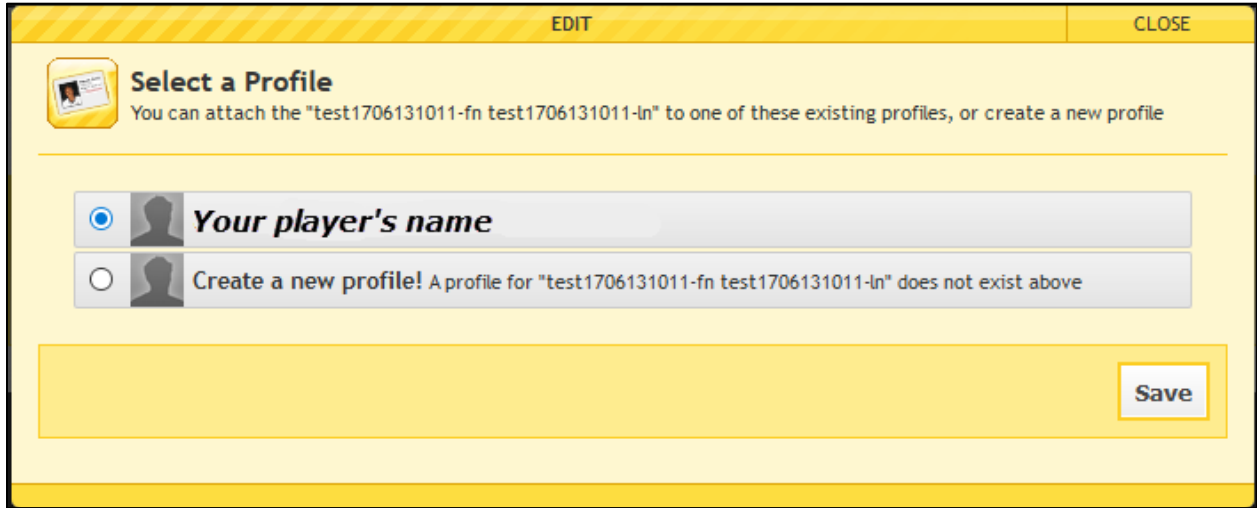 EDIT
CLOSE
Select a Profile
You can attach the "test1706131011-fn test1706131011-ln" to one of these existing profiles, or create a new profile
Your player's name
Create a new profile! A profile for "test1706131011-fn test1706131011-ln" does not exist above
Save